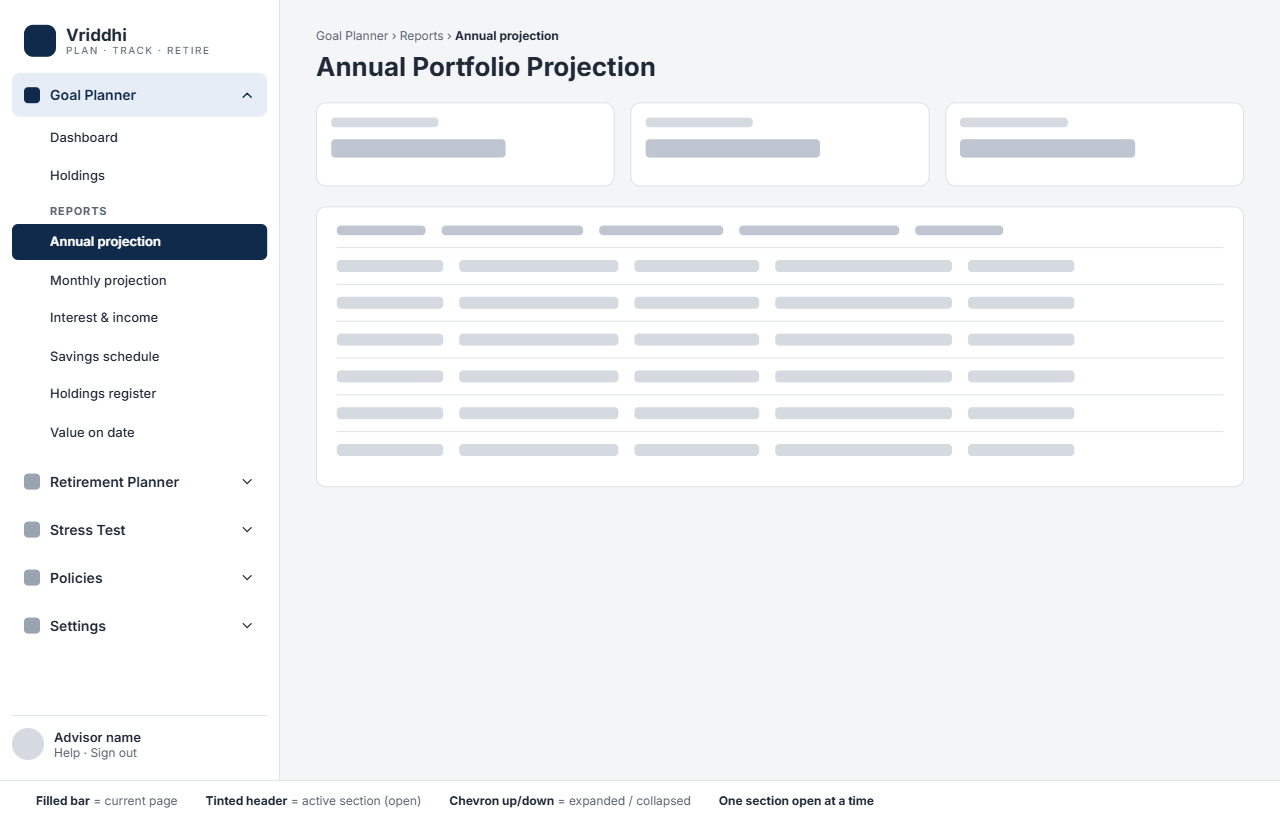 Vriddhi
PLAN · TRACK · RETIRE
Goal Planner
Dashboard
Holdings
REPORTS
Annual projection
Monthly projection
Interest & income
Savings schedule
Holdings register
Value on date
Retirement Planner
Stress Test
Policies
Settings
Advisor name
Help · Sign out
Goal Planner › Reports › Annual projection
Annual Portfolio Projection
Filled bar = current page Tinted header = active section (open) Chevron up/down = expanded / collapsed One section open at a time